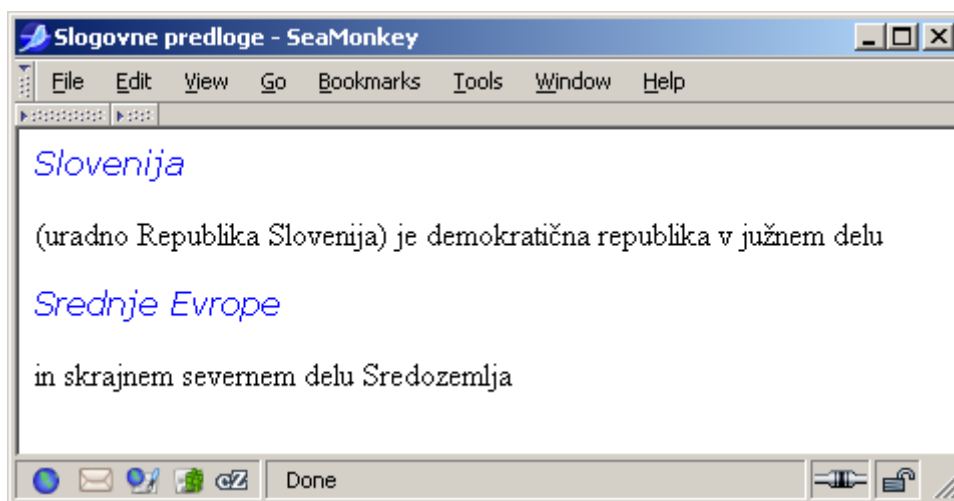 Slogovne predloge - SeaMonkey
File Edit View Go Bookmarks Tools Window Help
Slovenija
(uradno Republika Slovenija) je demokratična republika v južnem delu
Srednje Evrope
in skrajnem severnem delu Sredozemlja
cZ Done